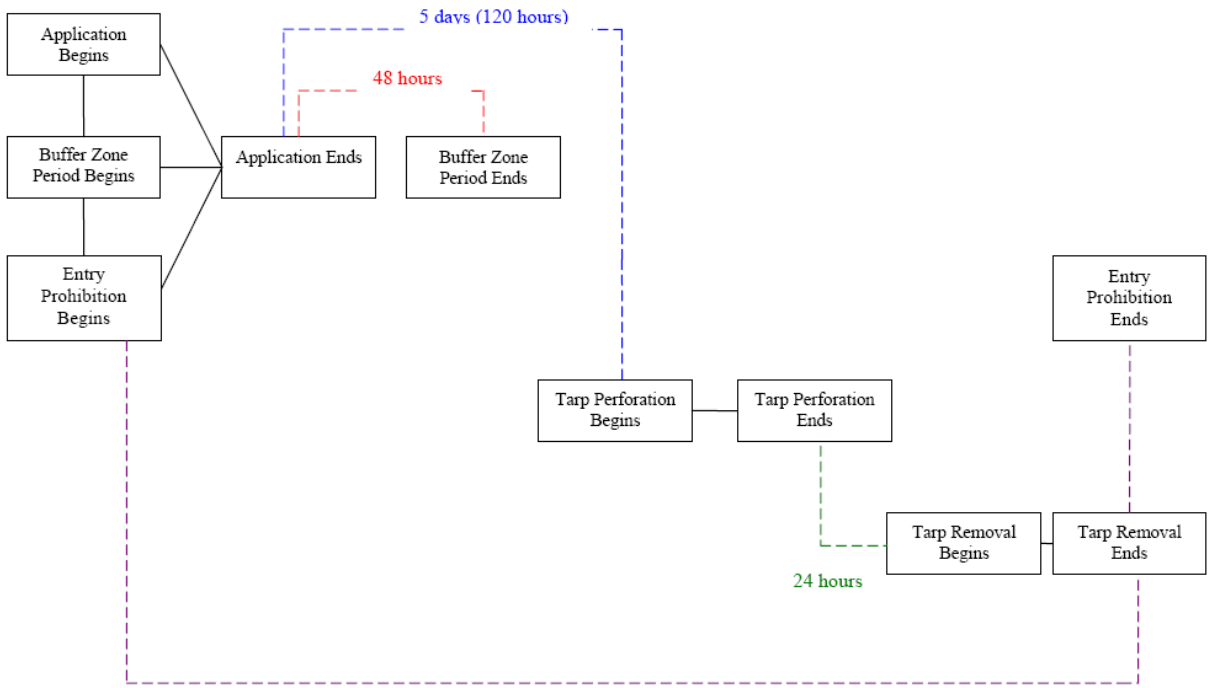 5 days (120 hours)
Application
Begins
48 hours
Buffer Zone
Period Begins
Application Ends
Buffer Zone
Period Ends
Entry
Prohibition
Begins
Entry
Prohibition
Ends
Tarp Perforation
Begins
Tarp Perforation
Ends
Tarp Removal
Begins
Tarp Removal
Ends
24 hours